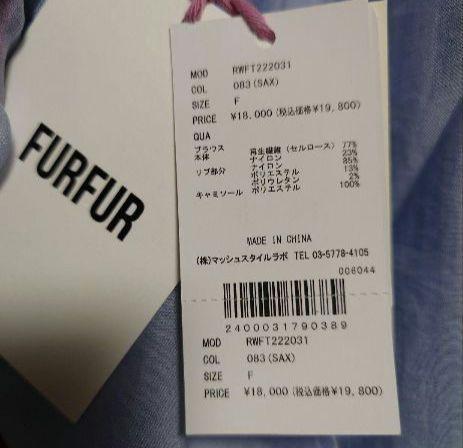 FURFUR
MOD RWFT222031
COL 083(SAX)
SIZE F
PRICE ¥18,000(税込価格¥19,800)
QUA
ブラウス
本体 再生繊維(セルロース) 77%
ナイロン 23%
リブ部分 ナイロン 85%
ポリエステル 13%
ポリウレタン 2%
キャミソール ポリエステル 100%
MADE IN CHINA
(株)マッシュスタイルラボ TEL 03-5778-4105
006044
2400031790389
MOD RWFT222031
COL 083(SAX)
SIZE F
PRICE ¥18,000(税込価格¥19,800)